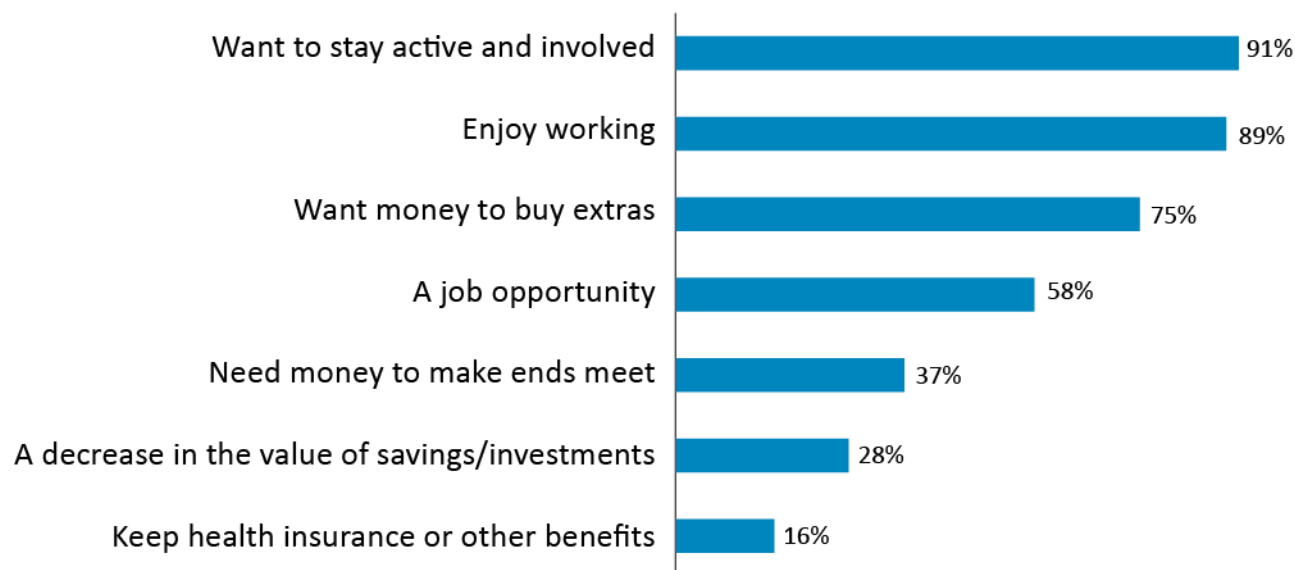 Want to stay active and involved 91%
Enjoy working 89%
Want money to buy extras 75%
A job opportunity 58%
Need money to make ends meet 37%
A decrease in the value of savings/investments 28%
Keep health insurance or other benefits 16%